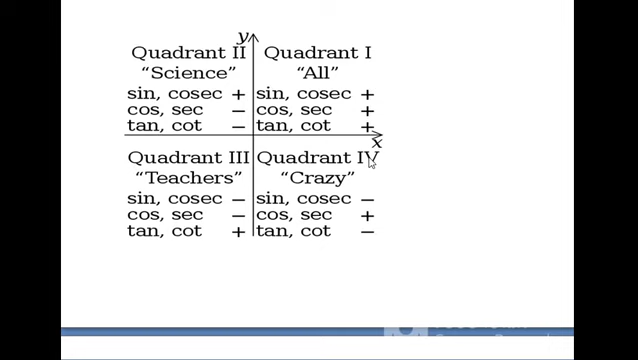 y
Quadrant II Quadrant I
“Science” “All”
sin, cosec + sin, cosec +
cos, sec − cos, sec +
tan, cot − tan, cot +
x
Quadrant III Quadrant IV
“Teachers” “Crazy”
sin, cosec − sin, cosec −
cos, sec − cos, sec +
tan, cot + tan, cot −